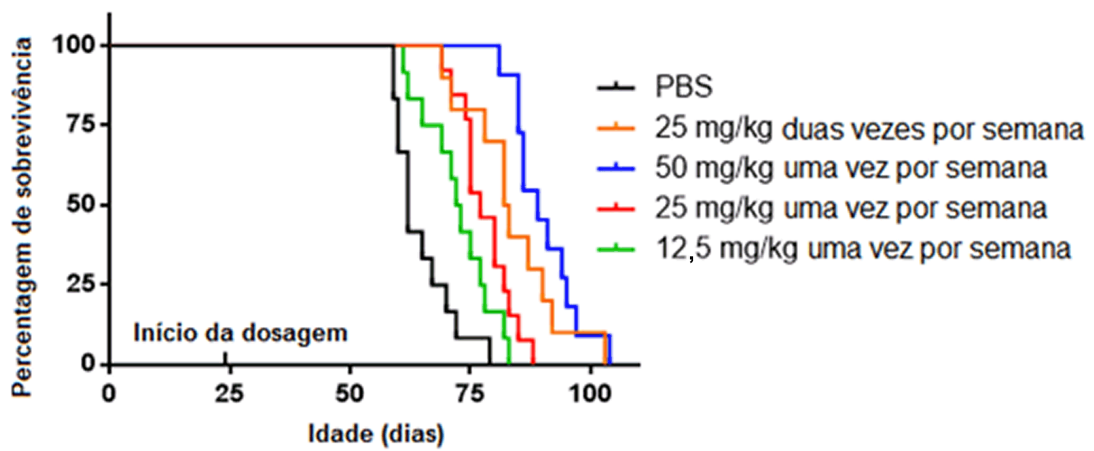 Percentagem de sobrevivência
100
75
50
25
0
Início da dosagem
0 25 50 75 100
Idade (dias)
PBS
25 mg/kg duas vezes por semana
50 mg/kg uma vez por semana
25 mg/kg uma vez por semana
12,5 mg/kg uma vez por semana